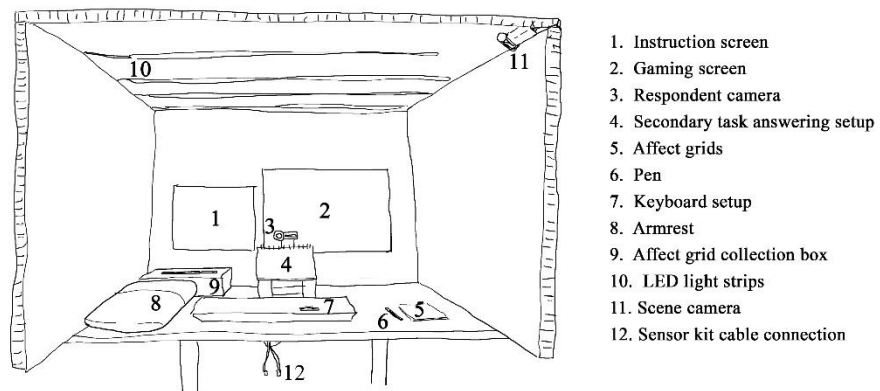 10
11
1
2
3
4
9
8
7
6
5
12
1. Instruction screen
2. Gaming screen
3. Respondent camera
4. Secondary task answering setup
5. Affect grids
6. Pen
7. Keyboard setup
8. Armrest
9. Affect grid collection box
10. LED light strips
11. Scene camera
12. Sensor kit cable connection